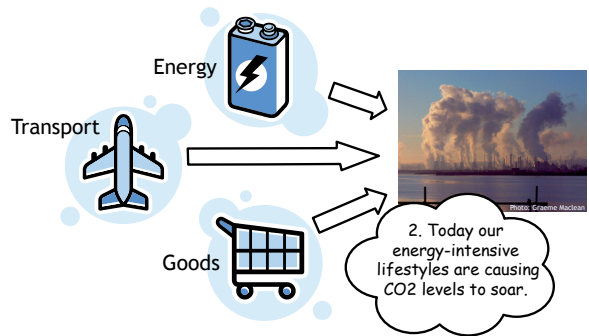 Energy
Transport
Goods
Photo: Graeme Maclean
2. Today our
energy-intensive
lifestyles are causing
CO2 levels to soar.